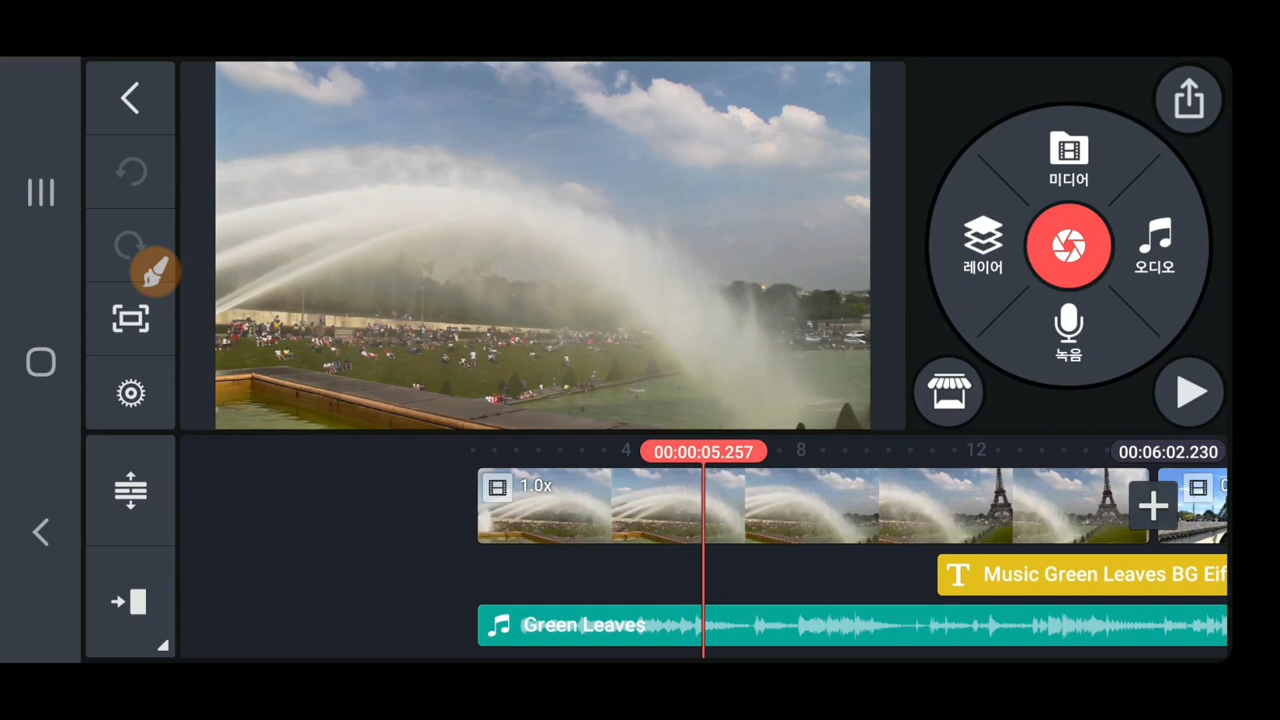 미디어
레이어
오디오
녹음
4
00:00:05.257
8
12
00:06:02.230
1.0x
T Music Green Leaves BG Eif
Green Leaves